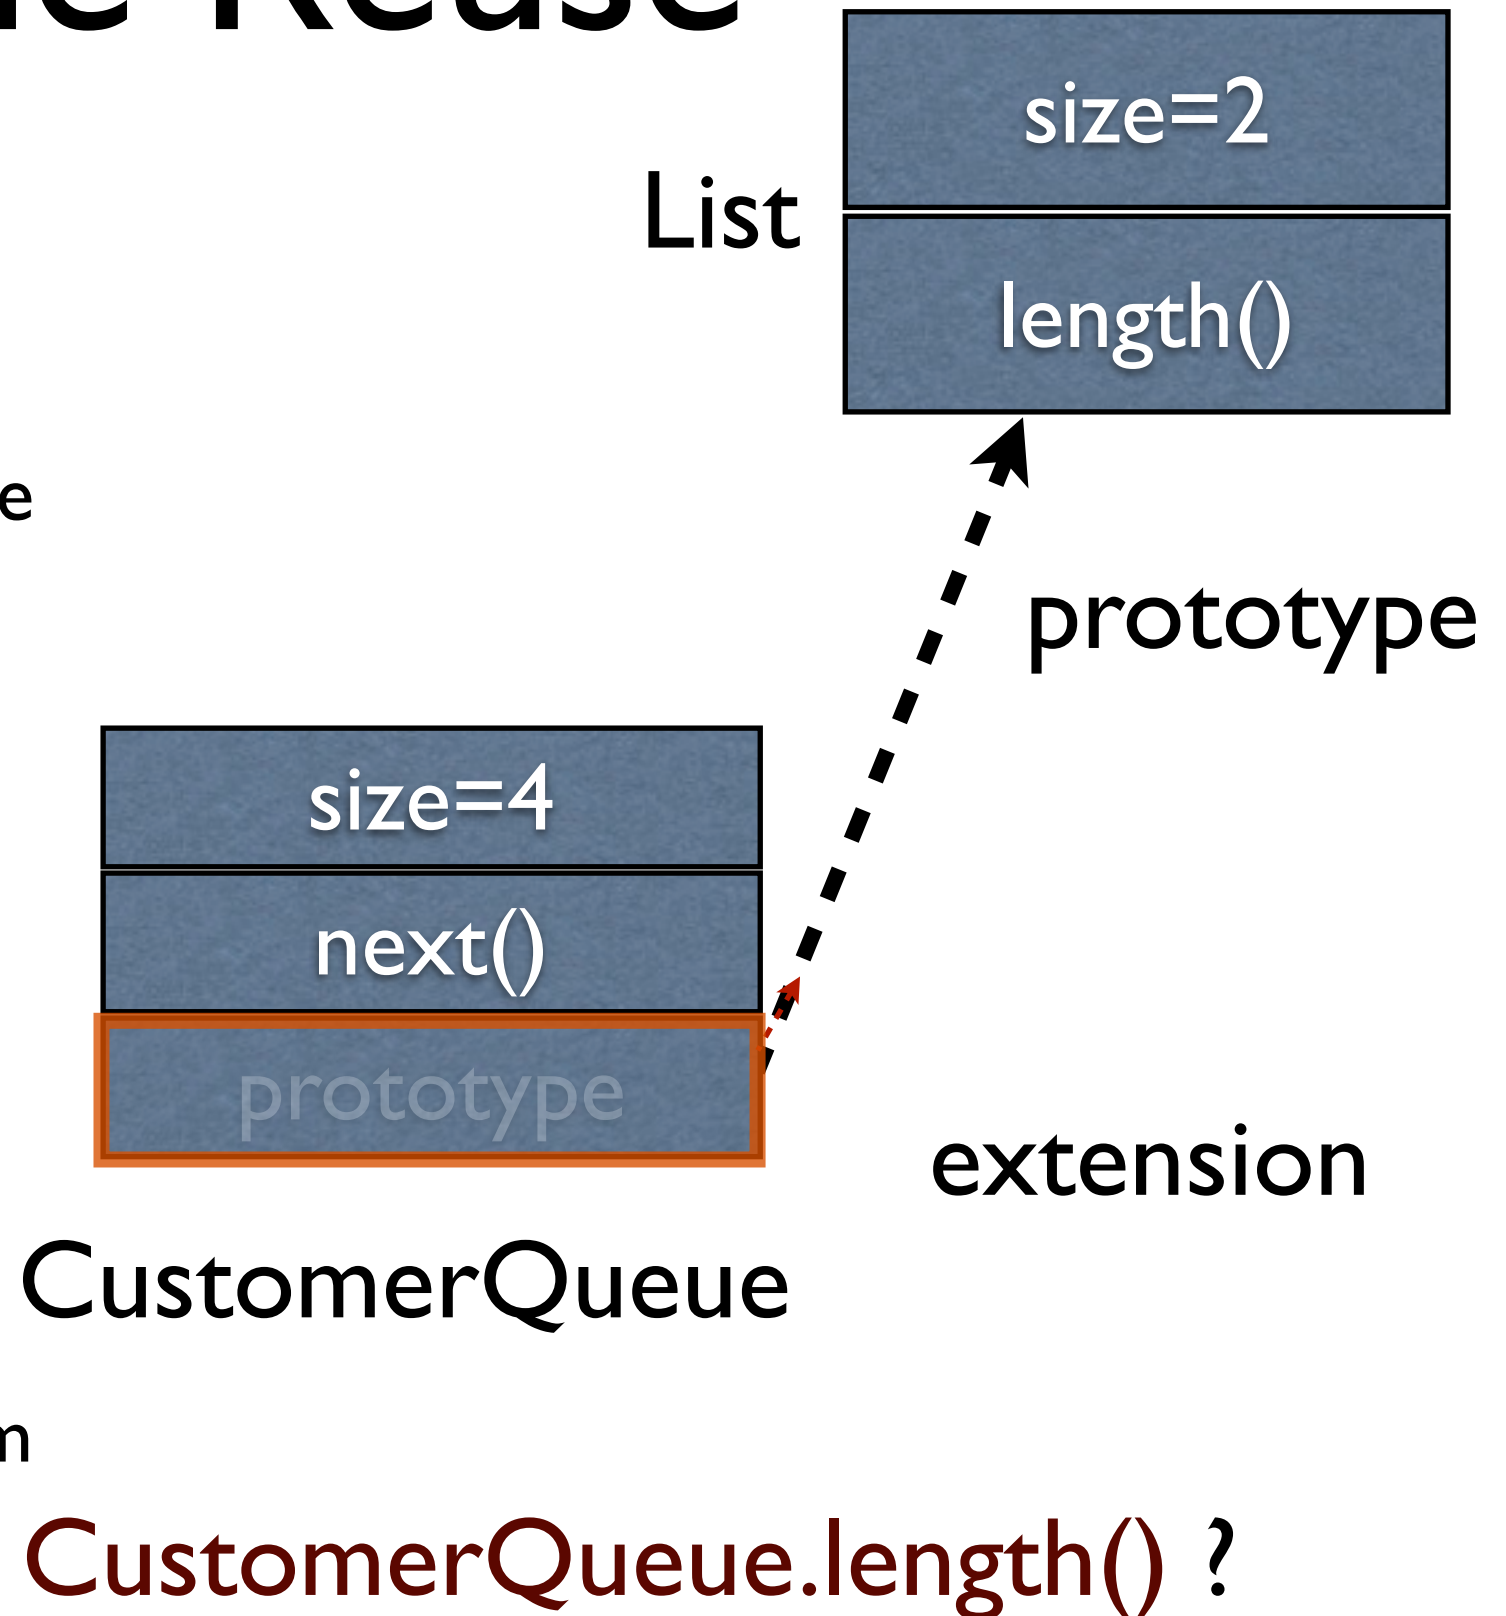 size=2
List
length()
e
prototype
size=4
next()
prototype
extension
CustomerQueue
m
CustomerQueue.length() ?